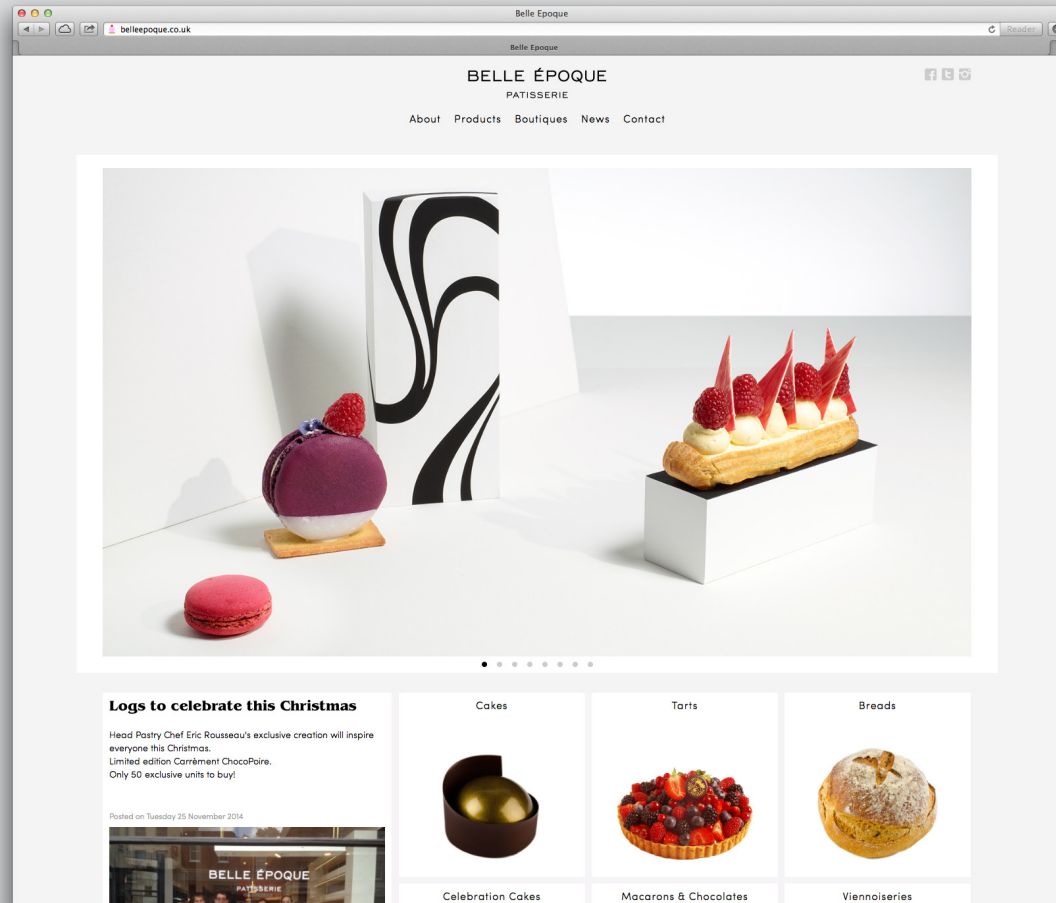 Belle Epoque
belleepoque.co.uk
Reader
Belle Epoque
BELLE ÉPOQUE
PATISSERIE
About Products Boutiques News Contact
Logs to celebrate this Christmas
Head Pastry Chef Eric Rousseau's exclusive creation will inspire
everyone this Christmas.
Limited edition Carrèment ChocoPoire.
Only 50 exclusive units to buy!
Posted on Tuesday 25 November 2014
BELLE ÉPOQUE
PATISSERIE
Cakes
Tarts
Breads
Celebration Cakes
Macarons & Chocolates
Viennoiseries